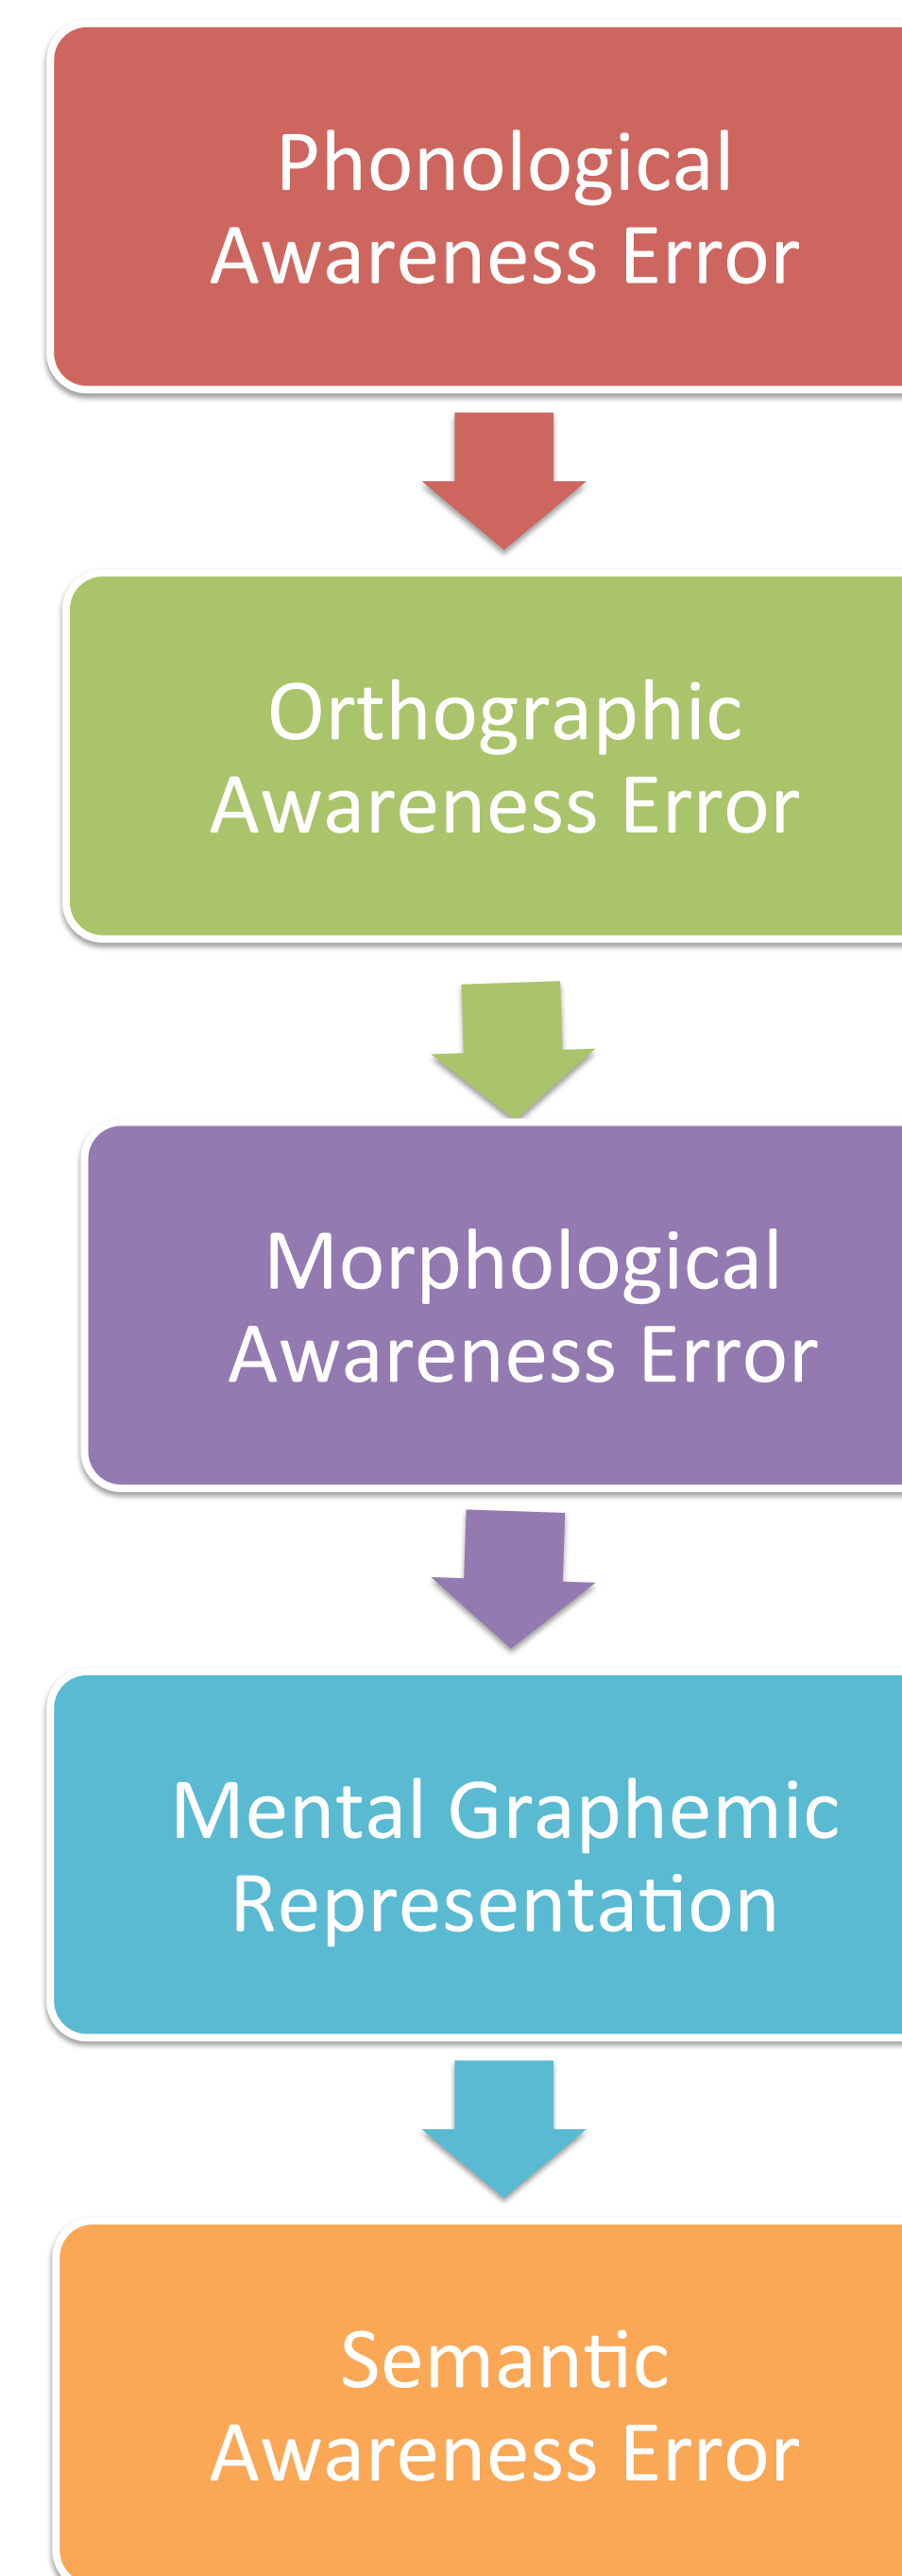 Phonological
Awareness Error
Orthographic
Awareness Error
Morphological
Awareness Error
Mental Graphemic
Representation
Semantic
Awareness Error